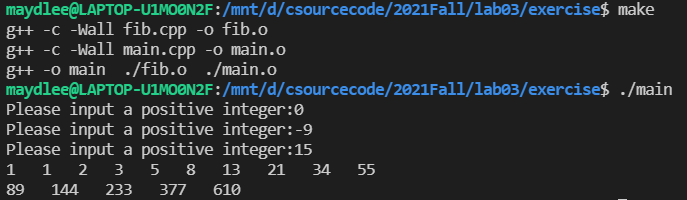 maydlee@LAPTOP-U1MO0N2F:/mnt/d/csourcecode/2021Fall/lab03/exercise$ make
g++ -c -Wall fib.cpp -o fib.o
g++ -c -Wall main.cpp -o main.o
g++ -o main  ./fib.o  ./main.o
maydlee@LAPTOP-U1MO0N2F:/mnt/d/csourcecode/2021Fall/lab03/exercise$ ./main
Please input a positive integer:0
Please input a positive integer:-9
Please input a positive integer:15
1   1   2   3   5   8   13   21   34   55
89   144   233   377   610